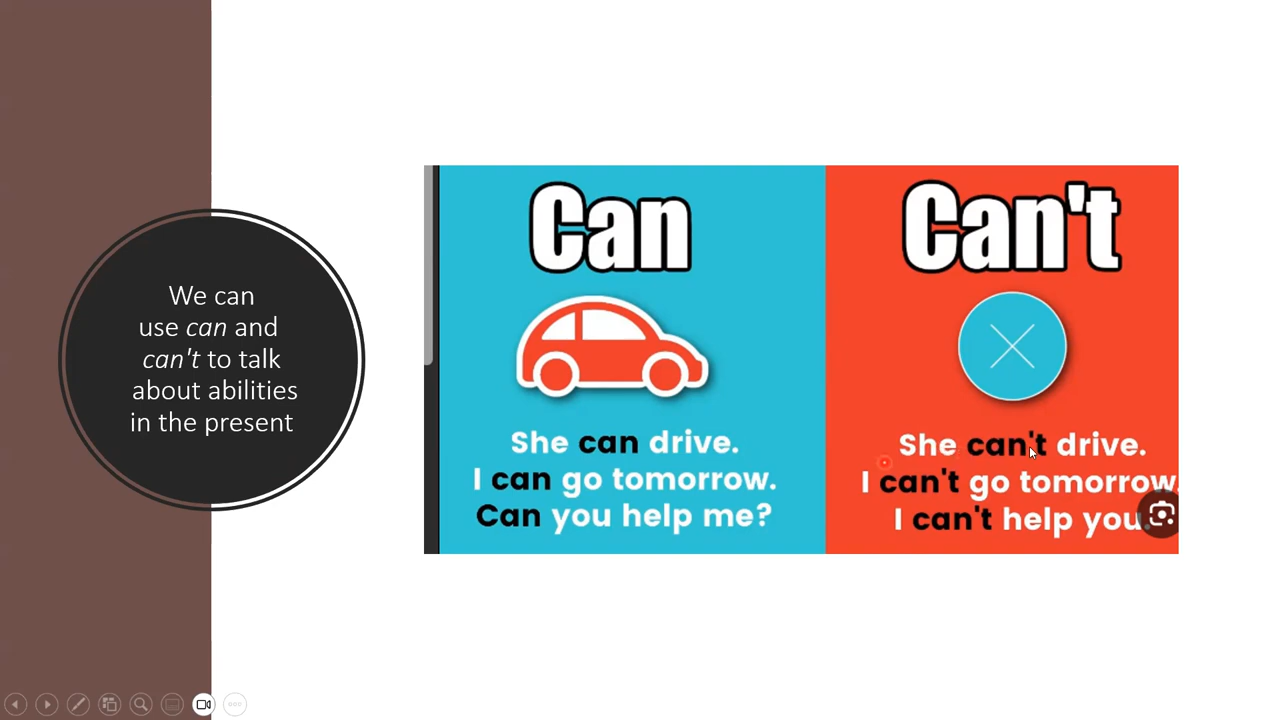 We can
use can and
can't to talk
about abilities
in the present
Can
She can drive.
I can go tomorrow.
Can you help me?
Can't
She can't drive.
I can't go tomorrow.
I can't help you.